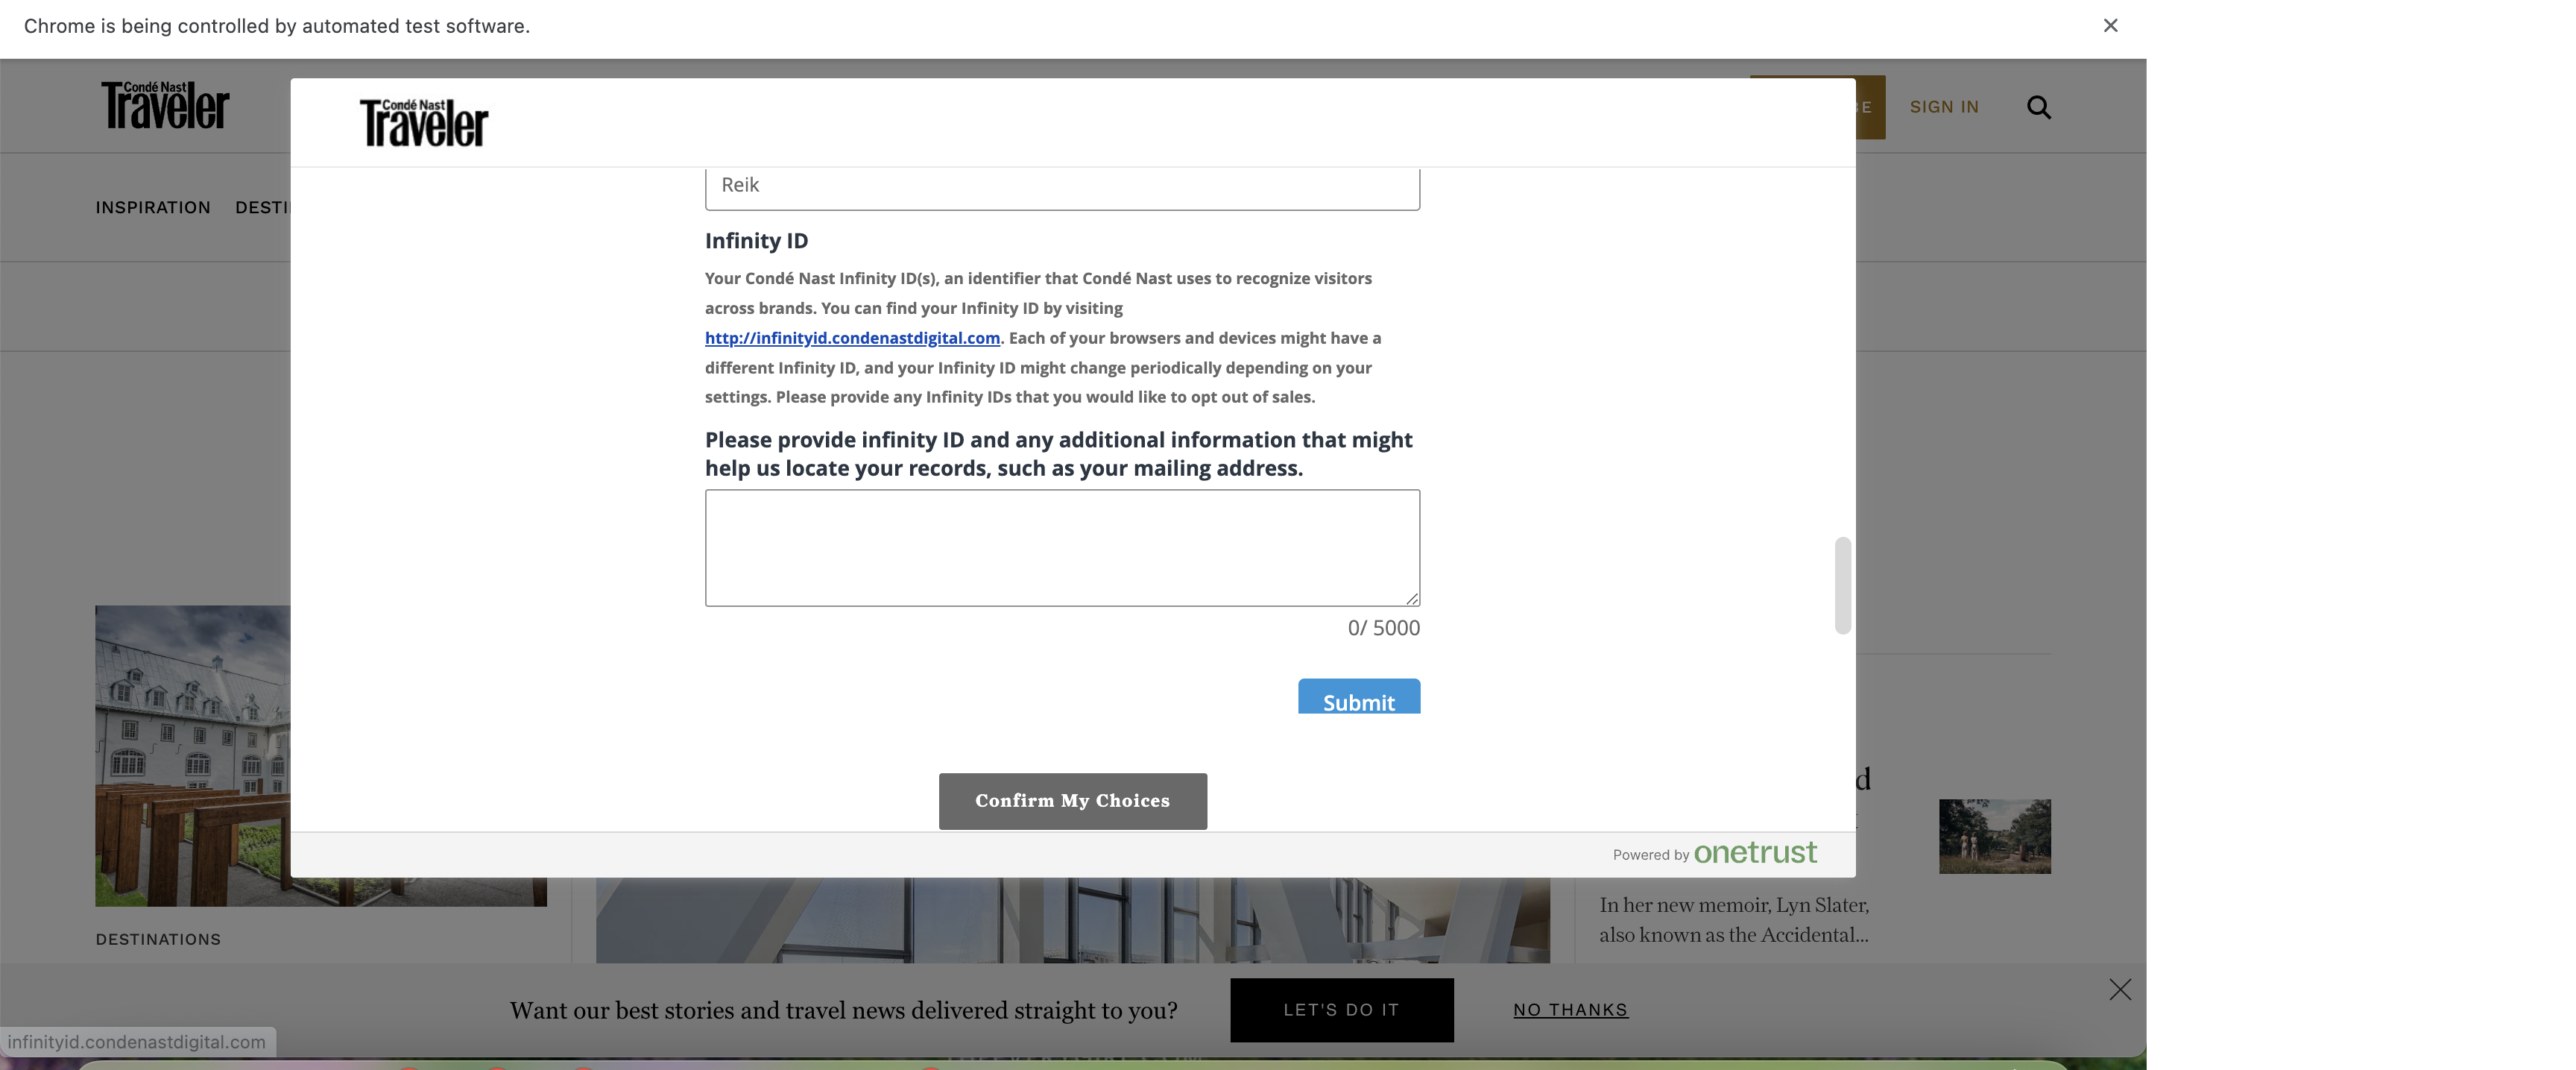 Chrome is being controlled by automated test software.
Condé Nast
Traveler
Condé Nast
Traveler
BE
SIGN IN
INSPIRATION
DESTI
Reik
Infinity ID
Your Condé Nast Infinity ID(s), an identifier that Condé Nast uses to recognize visitors
across brands. You can find your Infinity ID by visiting
http://infinityid.condenastdigital.com. Each of your browsers and devices might have a
different Infinity ID, and your Infinity ID might change periodically depending on your
settings. Please provide any Infinity IDs that you would like to opt out of sales.
Please provide infinity ID and any additional information that might
help us locate your records, such as your mailing address.
0/ 5000
Submit
Confirm My Choices
d
Powered by onetrust
DESTINATIONS
In her new memoir, Lyn Slater,
also known as the Accidental...
Want our best stories and travel news delivered straight to you?
LET'S DO IT
NO THANKS
infinityid.condenastdigital.com